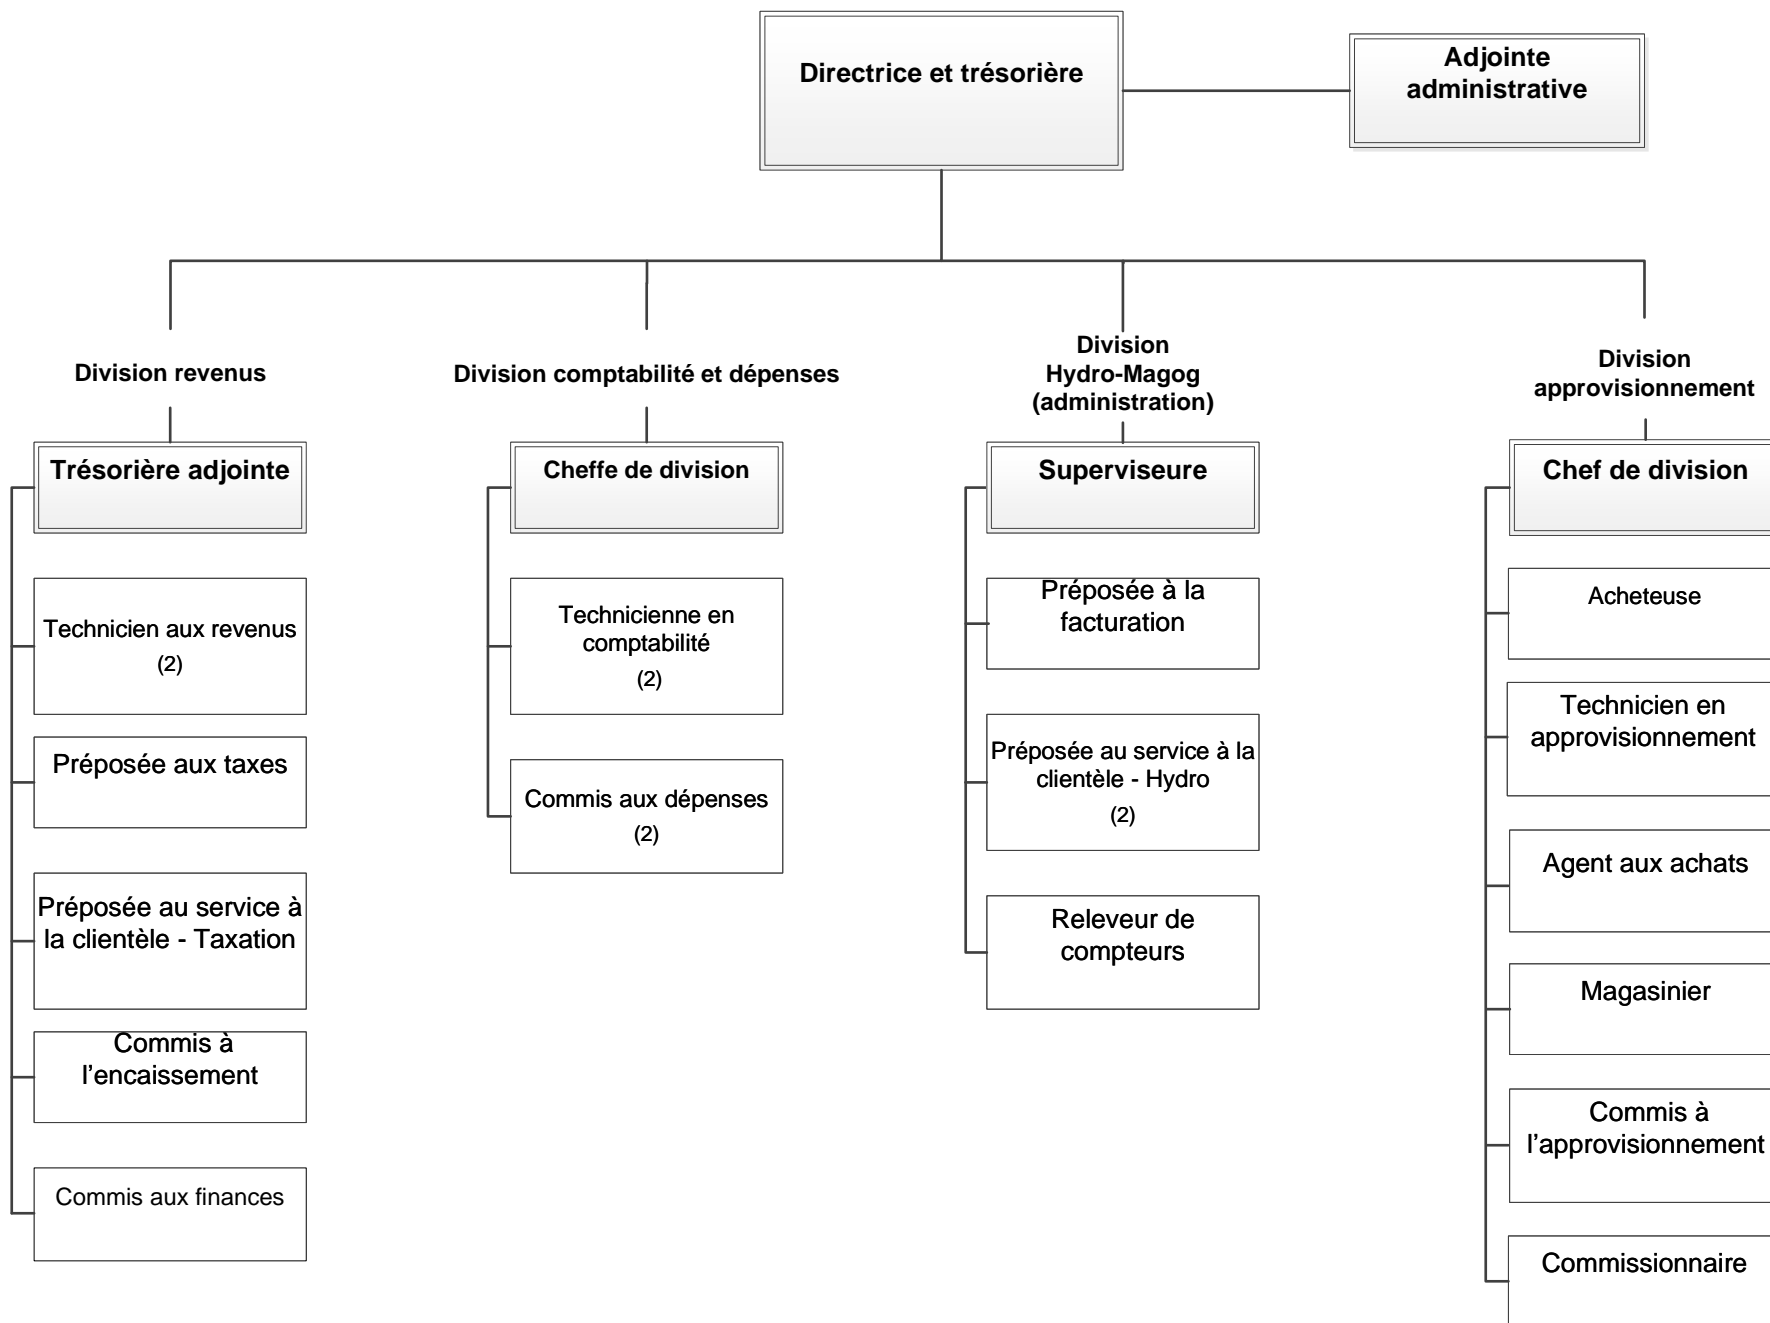 Directrice et trésorière
Adjointe
administrative
Division revenus
Trésorière adjointe
Technicien aux revenus
(2)
Préposée aux taxes
Préposée au service à
la clientèle - Taxation
Commis à
l'encaissement
Commis aux finances
Division comptabilité et dépenses
Cheffe de division
Technicienne en
comptabilité
(2)
Commis aux dépenses
(2)
Division
Hydro-Magog
(administration)
Superviseure
Préposée à la
facturation
Préposée au service à la
clientèle - Hydro
(2)
Releveur de
compteurs
Division
approvisionnement
Chef de division
Acheteuse
Technicien en
approvisionnement
Agent aux achats
Magasinier
Commis à
l'approvisionnement
Commissionnaire